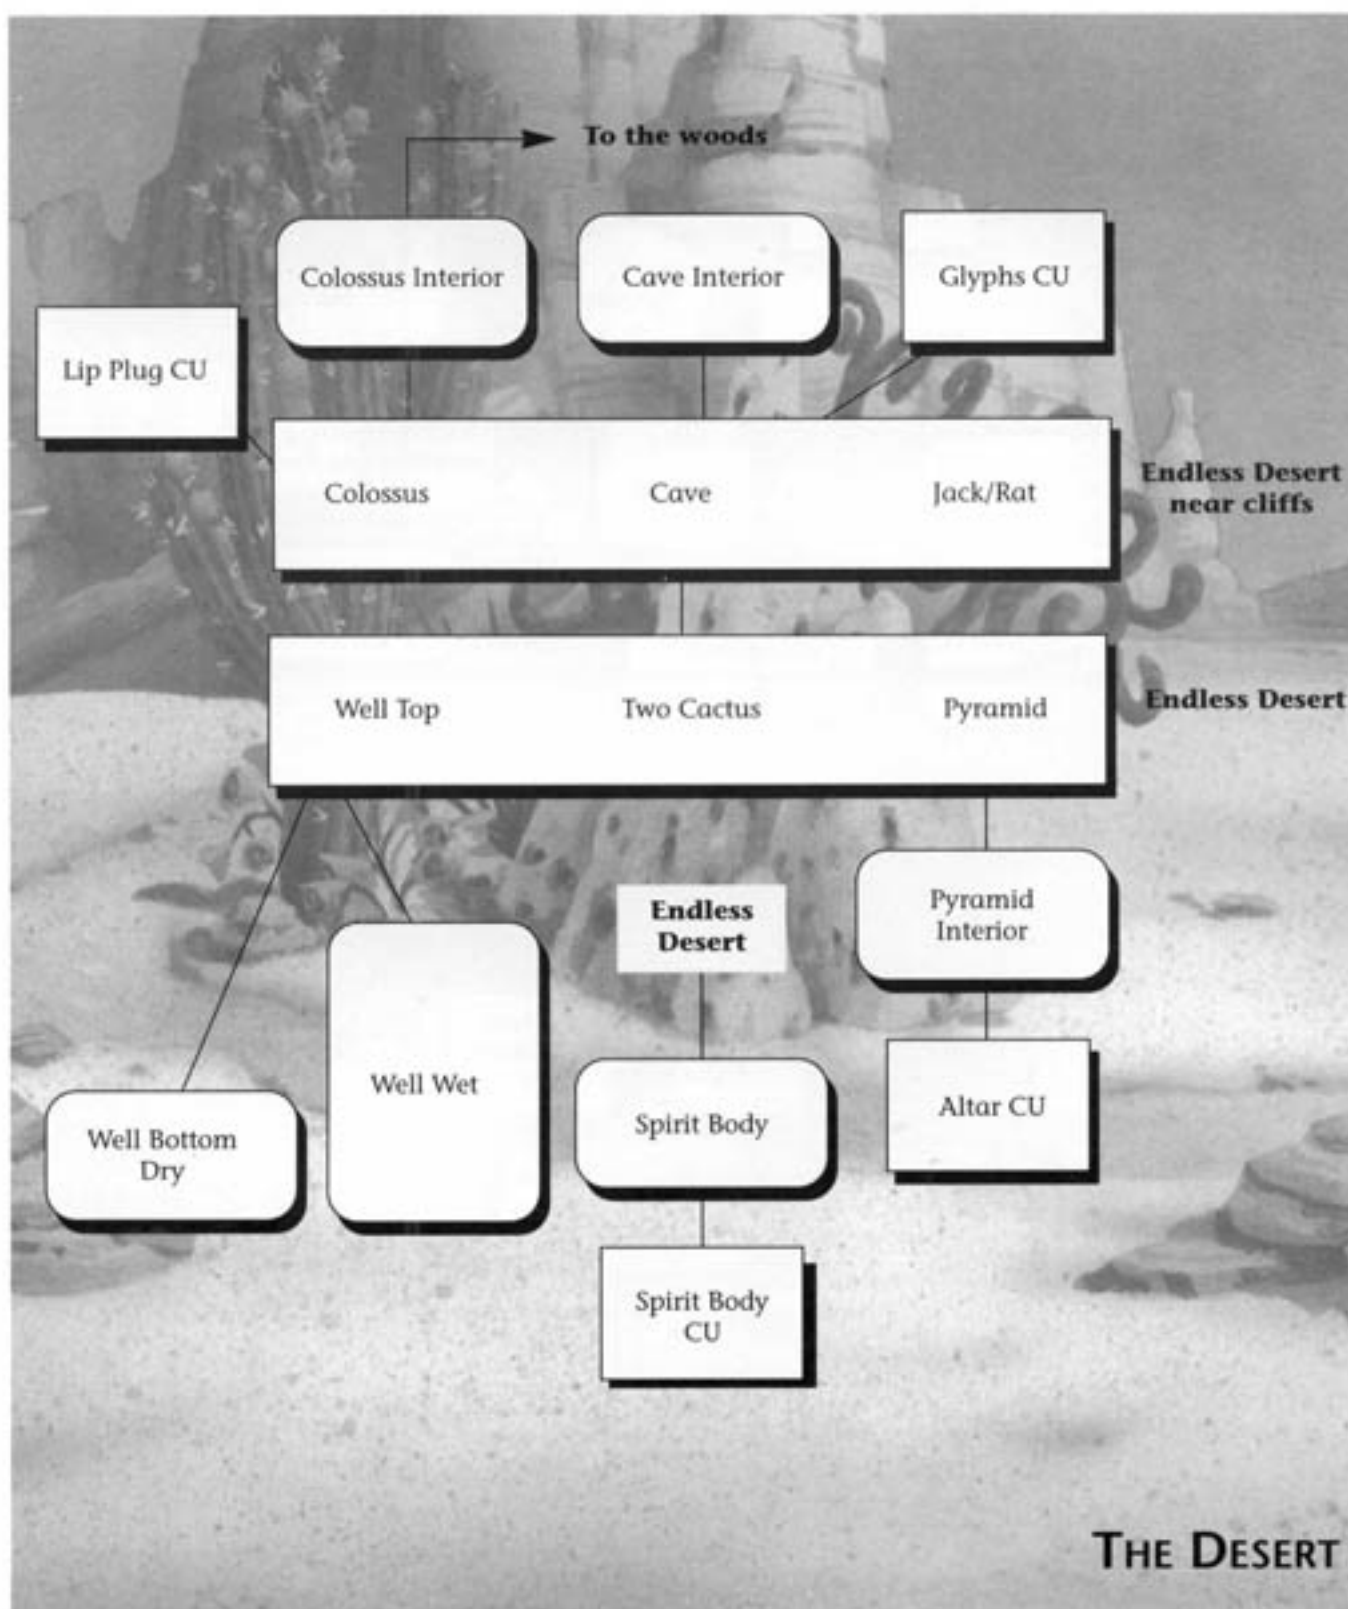 To the woods
Colossus Interior
Cave Interior
Glyphs CU
Lip Plug CU
Colossus
Cave
Jack/Rat
Endless Desert
near cliffs
Well Top
Two Cactus
Pyramid
Endless Desert
Pyramid
Interior
Endless
Desert
Well Wet
Altar CU
Spirit Body
Well Bottom
Dry
Spirit Body
CU
THE DESERT